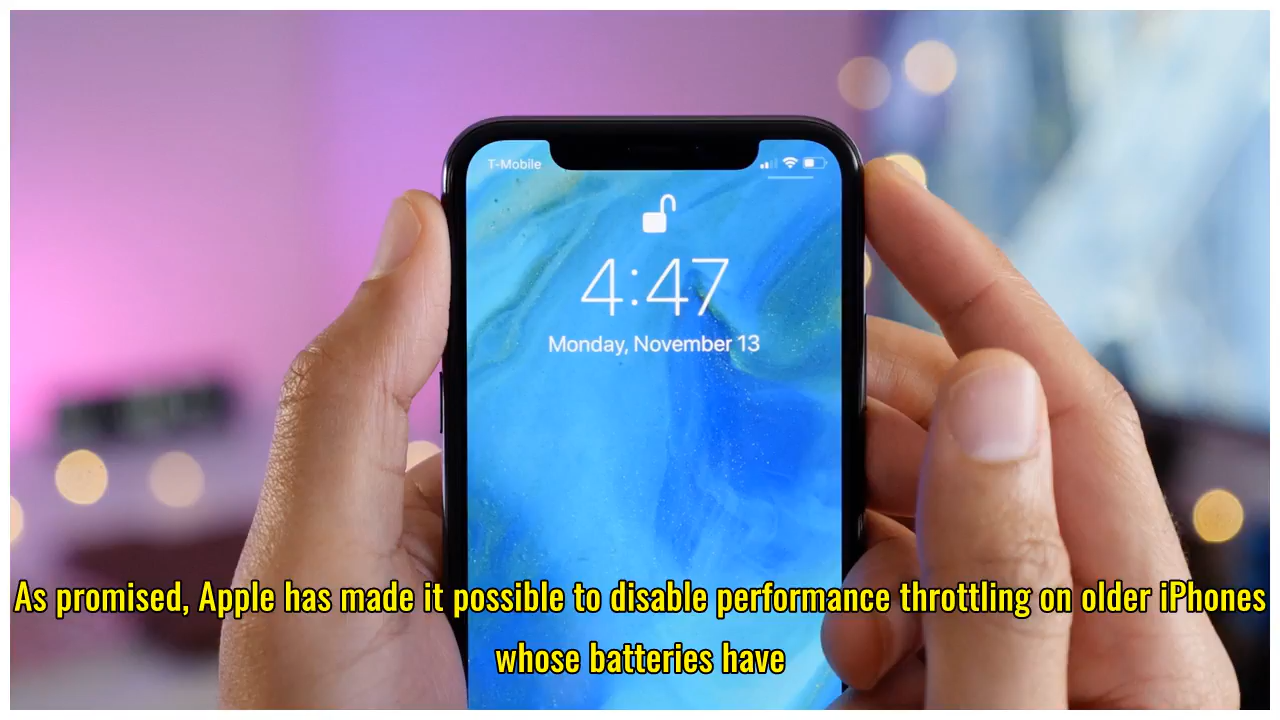 T-Mobile
4:47
Monday, November 13
As promised, Apple has made it possible to disable performance throttling on older iPhones
whose batteries have